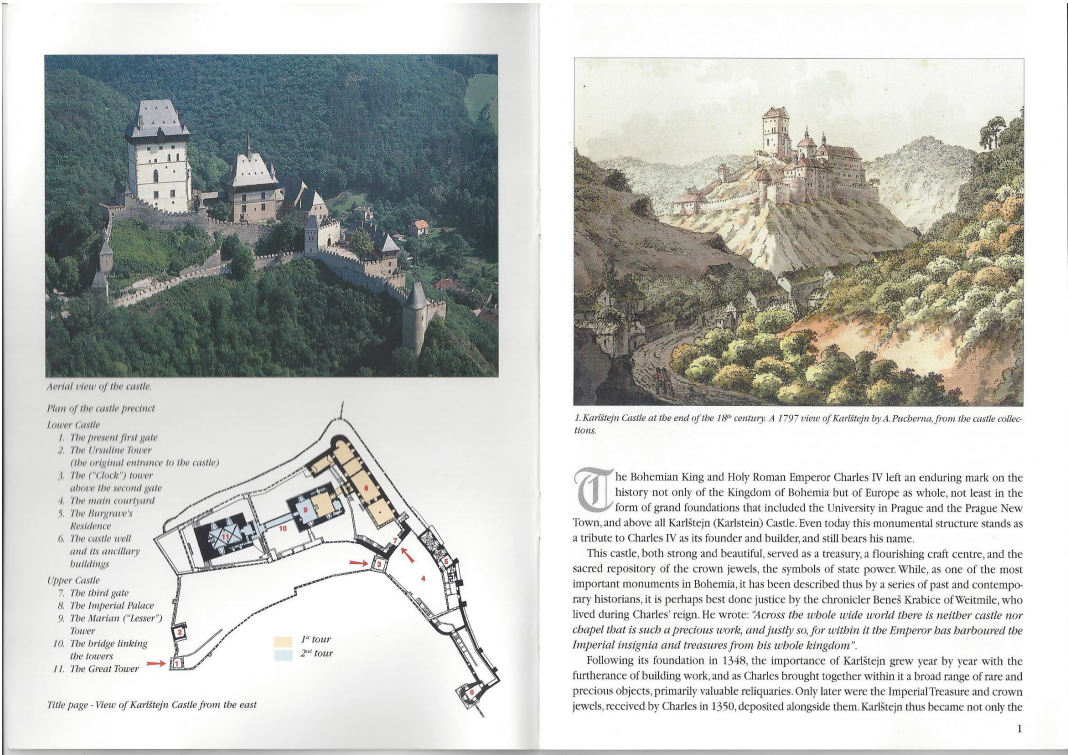 Aerial view of the castle.
Plan of the castle precinct
Lower Castle
1. The present first gate
2. The Ursuline Tower
(the original entrance to the castle)
3. The ("Clock") tower
above the second gate
4. The main courtyard
5. The Burgrave's
Residence
6. The castle well
and its ancillary
buildings
Upper Castle
7. The third gate
8. The Imperial Palace
9. The Marian ("Lesser")
Tower
10. The bridge linking
the towers
11. The Great Tower
11
10
9
8
7
3
4
5
2
1
6
1st tour
2nd tour
Title page - View of Karlštejn Castle from the east
1. Karlštejn Castle at the end of the 18th century. A 1797 view of Karlštejn by A. Pucherna, from the castle collec-
tions.
The Bohemian King and Holy Roman Emperor Charles IV left an enduring mark on the
history not only of the Kingdom of Bohemia but of Europe as whole, not least in the
form of grand foundations that included the University in Prague and the Prague New
Town, and above all Karlštejn (Karlstein) Castle. Even today this monumental structure stands as
a tribute to Charles IV as its founder and builder, and still bears his name.
This castle, both strong and beautiful, served as a treasury, a flourishing craft centre, and the
sacred repository of the crown jewels, the symbols of state power. While, as one of the most
important monuments in Bohemia, it has been described thus by a series of past and contempo-
rary historians, it is perhaps best done justice by the chronicler Beneš Krabice of Weitmile, who
lived during Charles' reign. He wrote: "Across the whole wide world there is neither castle nor
chapel that is such a precious work, and justly so, for within it the Emperor has harboured the
Imperial insignia and treasures from his whole kingdom".
Following its foundation in 1348, the importance of Karlštejn grew year by year with the
furtherance of building work, and as Charles brought together within it a broad range of rare and
precious objects, primarily valuable reliquaries. Only later were the Imperial Treasure and crown
jewels, received by Charles in 1350, deposited alongside them. Karlštejn thus became not only the
1